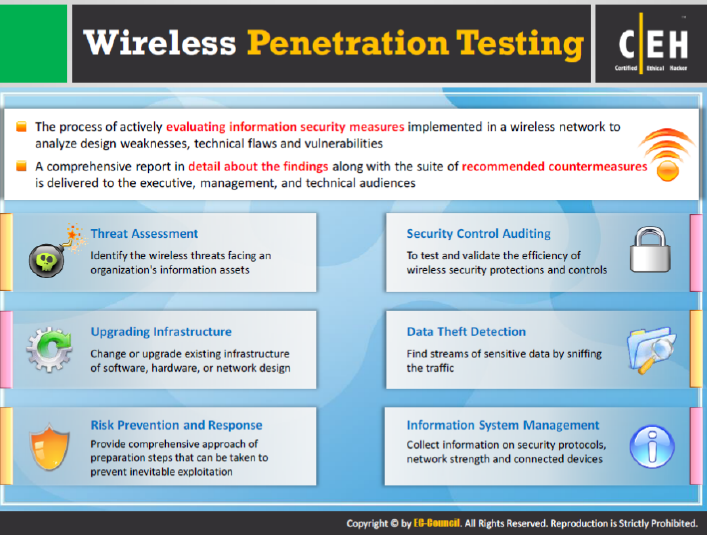 Wireless Penetration Testing
CEH
Certified Ethical Hacker
The process of actively evaluating information security measures implemented in a wireless network to
analyze design weaknesses, technical flaws and vulnerabilities
A comprehensive report in detail about the findings along with the suite of recommended countermeasures
is delivered to the executive, management, and technical audiences
Threat Assessment
Identify the wireless threats facing an
organization's information assets
Security Control Auditing
To test and validate the efficiency of
wireless security protections and controls
Upgrading Infrastructure
Change or upgrade existing infrastructure
of software, hardware, or network design
Data Theft Detection
Find streams of sensitive data by sniffing
the traffic
Risk Prevention and Response
Provide comprehensive approach of
preparation steps that can be taken to
prevent inevitable exploitation
Information System Management
Collect information on security protocols,
network strength and connected devices
Copyright © by EC-Council. All Rights Reserved. Reproduction is Strictly Prohibited.